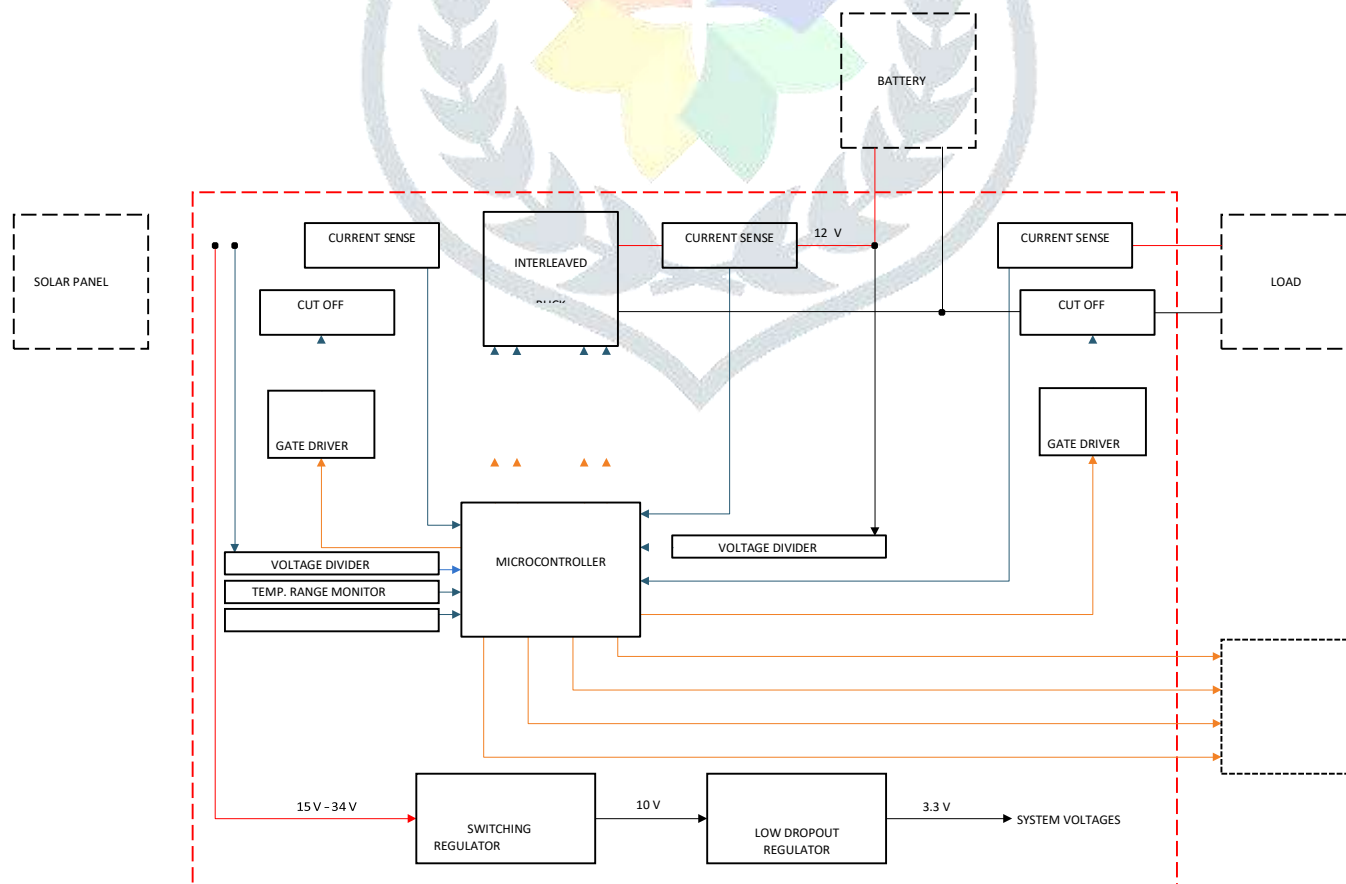 BATTERY
SOLAR PANEL
CURRENT SENSE
INTERLEAVED
CURRENT SENSE
12 V
CURRENT SENSE
LOAD
CUT OFF
CUT OFF
GATE DRIVER
GATE DRIVER
VOLTAGE DIVIDER
MICROCONTROLLER
VOLTAGE DIVIDER
TEMP. RANGE MONITOR
15 V - 34 V
SWITCHING
REGULATOR
10 V
LOW DROPOUT
REGULATOR
3.3 V
SYSTEM VOLTAGES